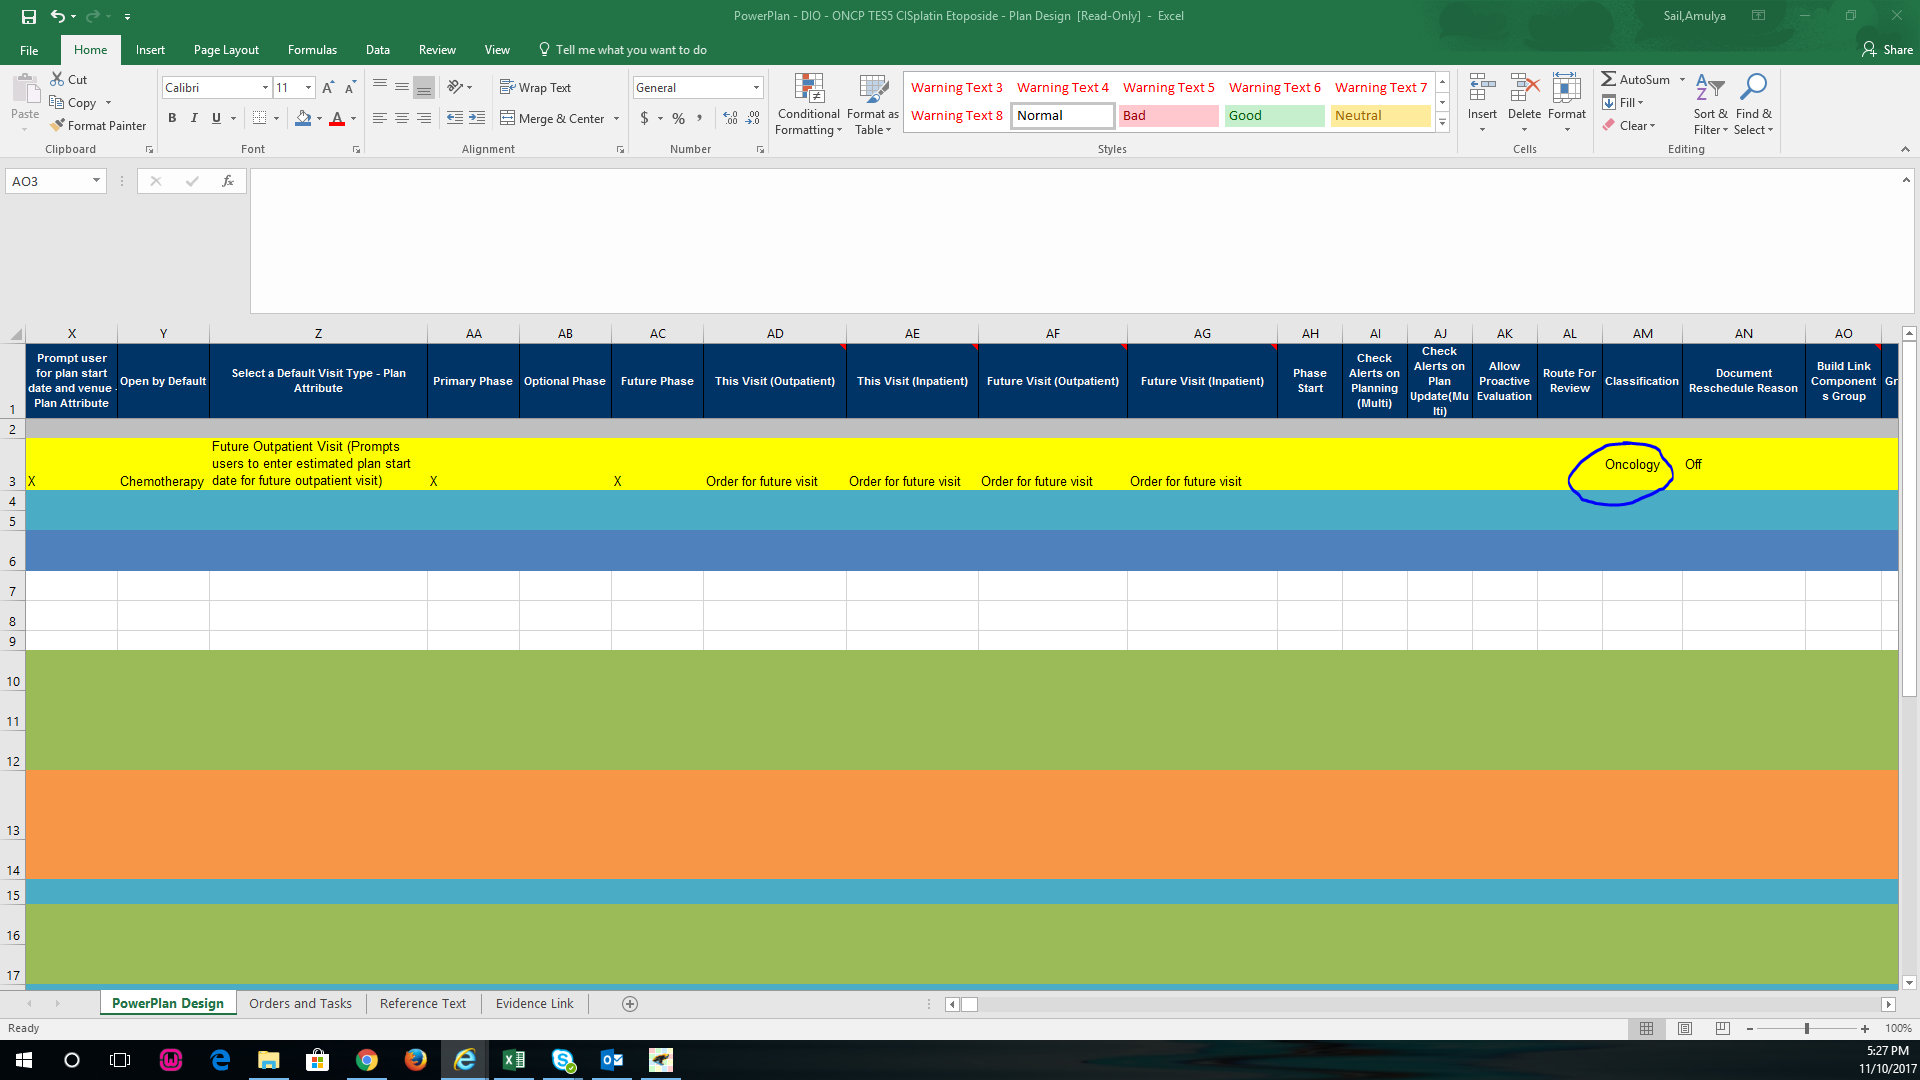 PowerPlan - DIO - ONCP TES5 CISplatin Etoposide - Plan Design [Read-Only] - Excel
Sail,Amulya
File Home Insert Page Layout Formulas Data Review View Tell me what you want to do
Share
Paste
Cut
Copy
Format Painter
Clipboard
Calibri 11
B I U
Font
Wrap Text
Merge & Center
Alignment
General
$ % ,
Number
Conditional Formatting
Format as Table
Warning Text 3 Warning Text 4 Warning Text 5 Warning Text 6 Warning Text 7
Warning Text 8 Normal Bad Good Neutral
Styles
Insert Delete Format
Cells
AutoSum
Fill
Clear
Sort & Filter
Find & Select
Editing
AO3
fx
X Y Z AA AB AC AD AE AF AG AH AI AJ AK AL AM AN AO
1
Prompt user for plan start date and venue - Plan Attribute
Open by Default
Select a Default Visit Type - Plan Attribute
Primary Phase
Optional Phase
Future Phase
This Visit (Outpatient)
This Visit (Inpatient)
Future Visit (Outpatient)
Future Visit (Inpatient)
Phase Start
Check Alerts on Planning (Multi)
Check Alerts on Plan Update(Mu lti)
Allow Proactive Evaluation
Route For Review
Classification
Document Reschedule Reason
Build Link Component s Group
Gr
2
3
X
Chemotherapy
Future Outpatient Visit (Prompts
users to enter estimated plan start
date for future outpatient visit)
X
X
Order for future visit
Order for future visit
Order for future visit
Order for future visit
Oncology
Off
4
5
6
7
8
9
10
11
12
13
14
15
16
17
PowerPlan Design Orders and Tasks Reference Text Evidence Link
Ready
100%
5:27 PM
11/10/2017